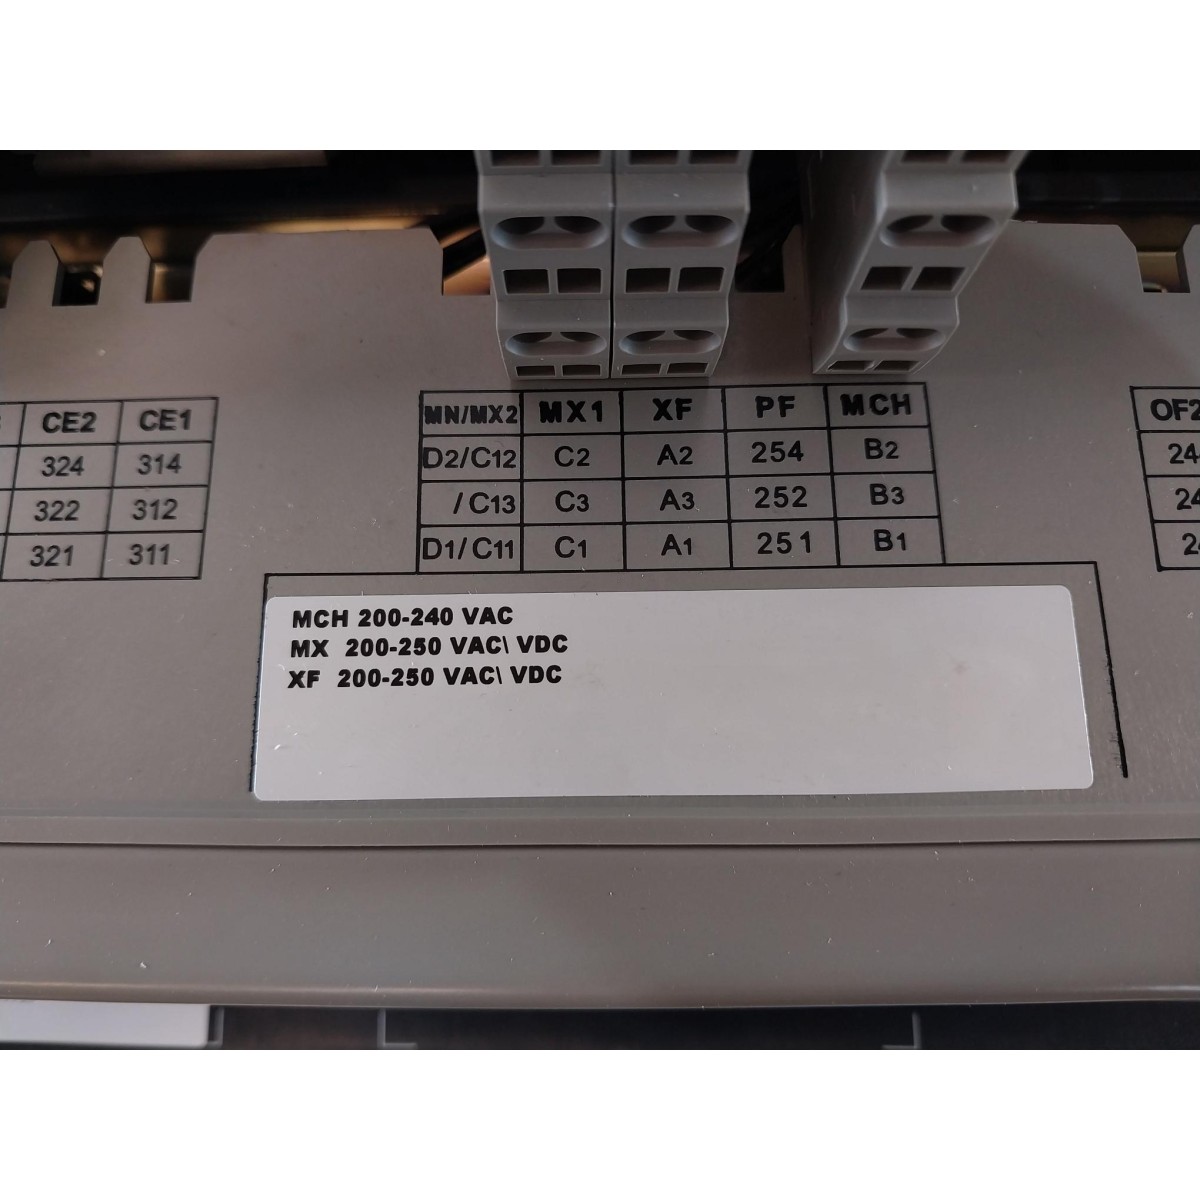 CE2 CE1
324 314
322 312
321 311
MN/MX2 MX1 XF PF MCH
D2/C12 C2 A2 254 B2
/C13 C3 A3 252 B3
D1/C11 C1 A1 251 B1
OF2
MCH 200-240 VAC
MX 200-250 VAC\ VDC
XF 200-250 VAC\ VDC